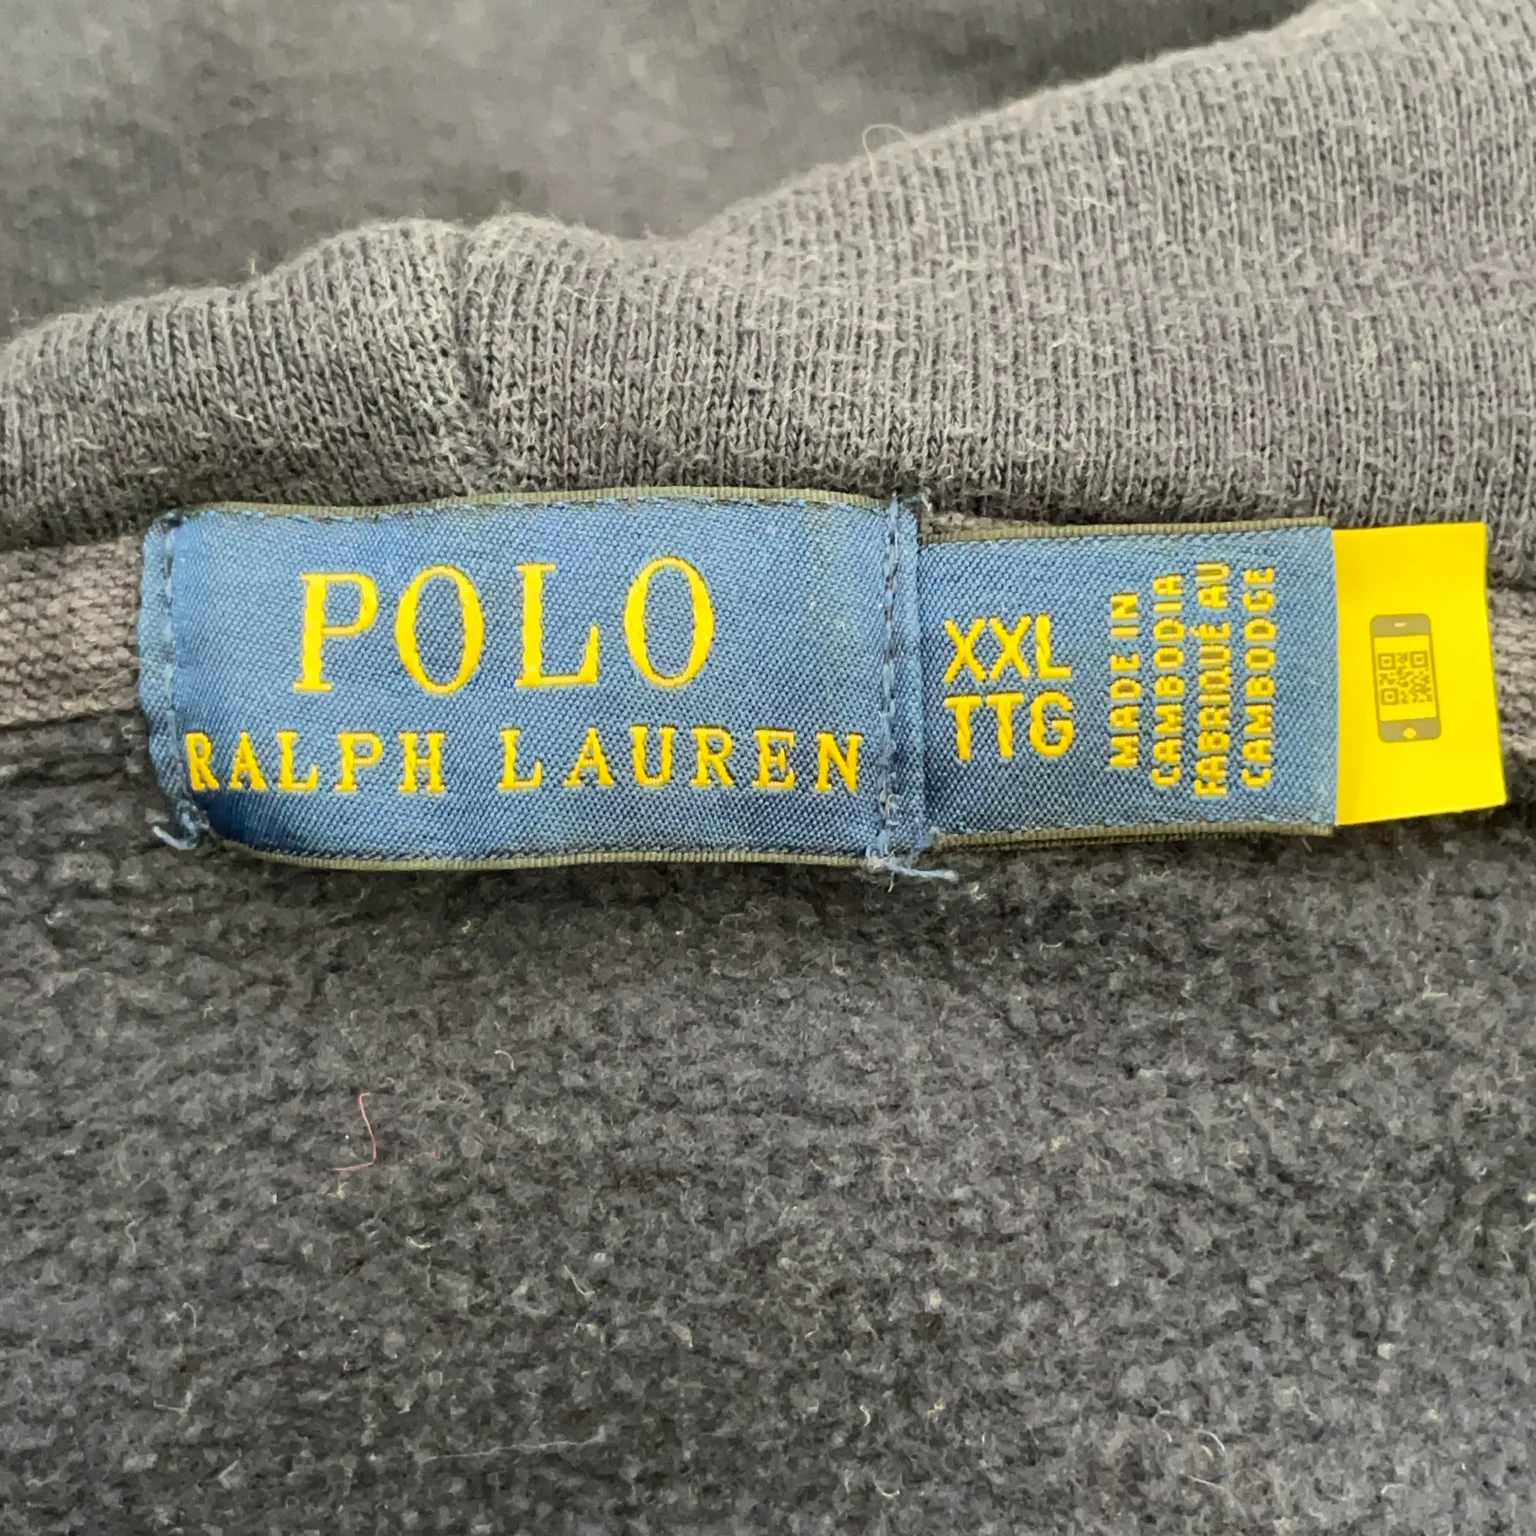 POLO
RALPH LAUREN
XXL
TTG
MADE IN
CAMBODIA
FABRIQUÉ AU
CAMBODGE